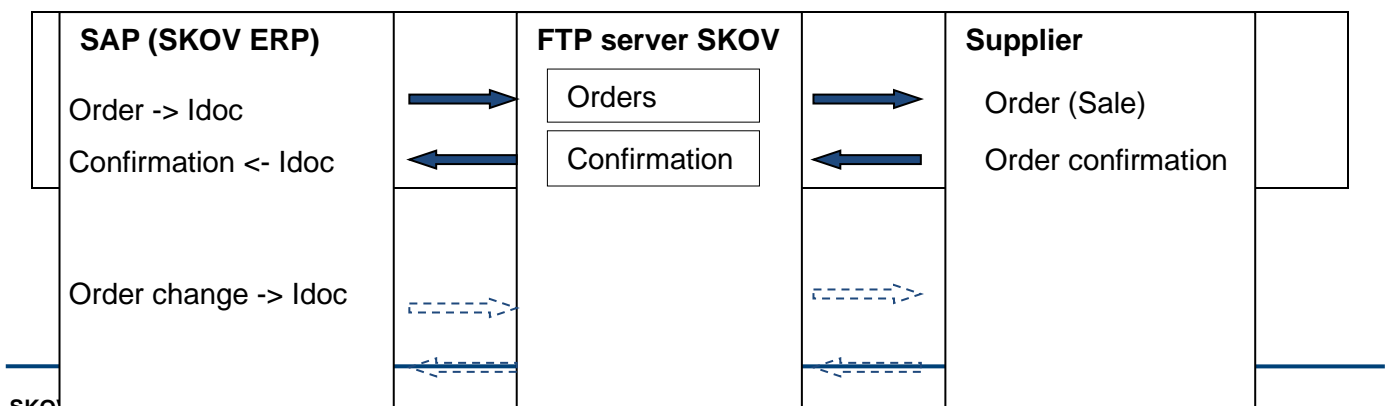 SAP (SKOV ERP) FTP server SKOV Supplier
Order -> Idoc Orders Order (Sale)
Confirmation <- Idoc Confirmation Order confirmation
Order change -> Idoc